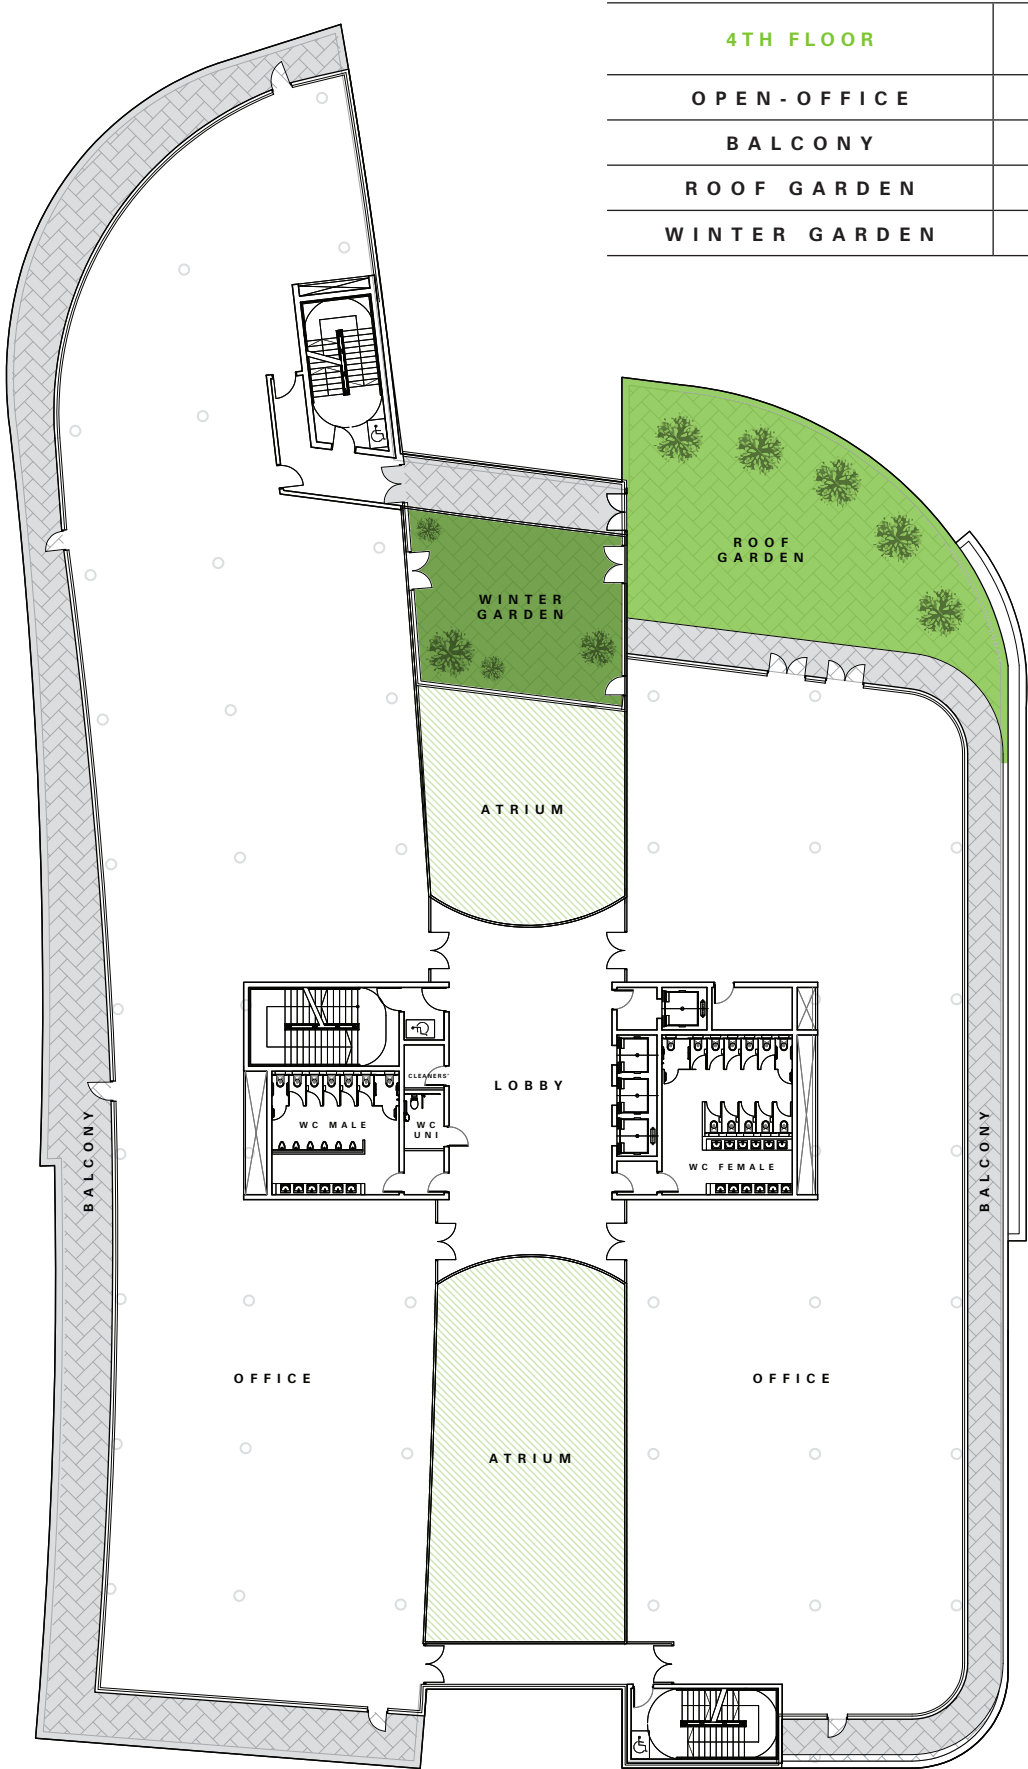 4TH FLOOR
OPEN-OFFICE
BALCONY
ROOF GARDEN
WINTER GARDEN
ROOF
GARDEN
WINTER
GARDEN
ATRIUM
LOBBY
CLEANERS'
WC MALE
WC
UNI
WC FEMALE
BALCONY
BALCONY
OFFICE
OFFICE
ATRIUM